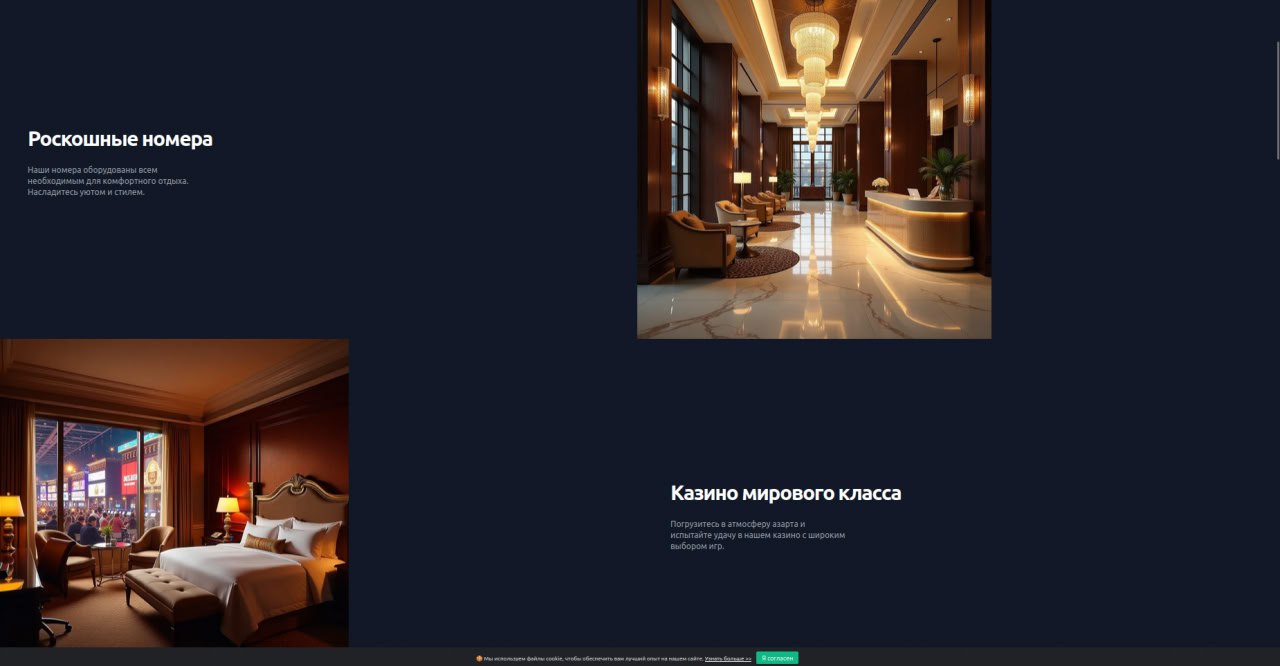 Роскошные номера
Наши номера оборудованы всем
необходимым для комфортного отдыха.
Насладитесь уютом и стилем.
Казино мирового класса
Погрузитесь в атмосферу азарта и
испытайте удачу в нашем казино с широким
выбором игр.
🍪 Мы используем файлы cookie, чтобы обеспечить вам лучший опыт на нашем сайте. Узнать больше >> Я согласен